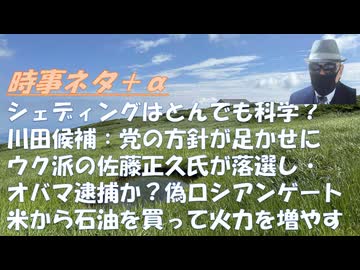 時事ネタ＋α
シェディングはとんでも科学？
川田候補：党の方針が足かせに
ウク派の佐藤正久氏が落選し・
オバマ逮捕か？偽ロシアンゲート
米から石油を買って火力を増やす